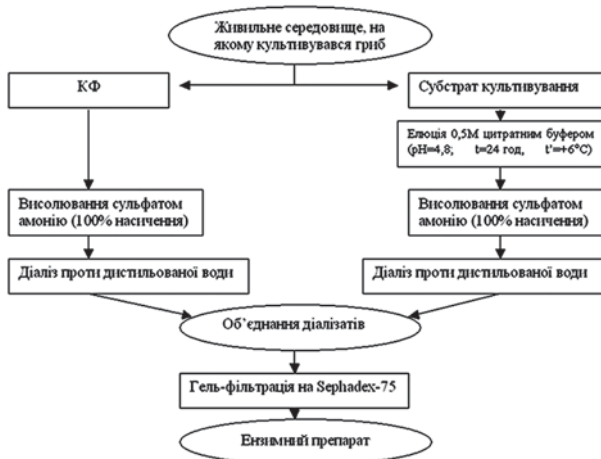 Живильне середовище, на
якому культивувався гриб
КФ
Субстрат культивування
Елюція 0,5М цитратним буфером
(рН=4,8; t=24 год, t'=+6°С)
Висолювання сульфатом
амонію (100% насичення)
Висолювання сульфатом
амонію (100% насичення)
Діаліз проти дистильованої води
Діаліз проти дистильованої води
Об’єднання діалізатів
Гель-фільтрація на Sephadex-75
Ензимний препарат